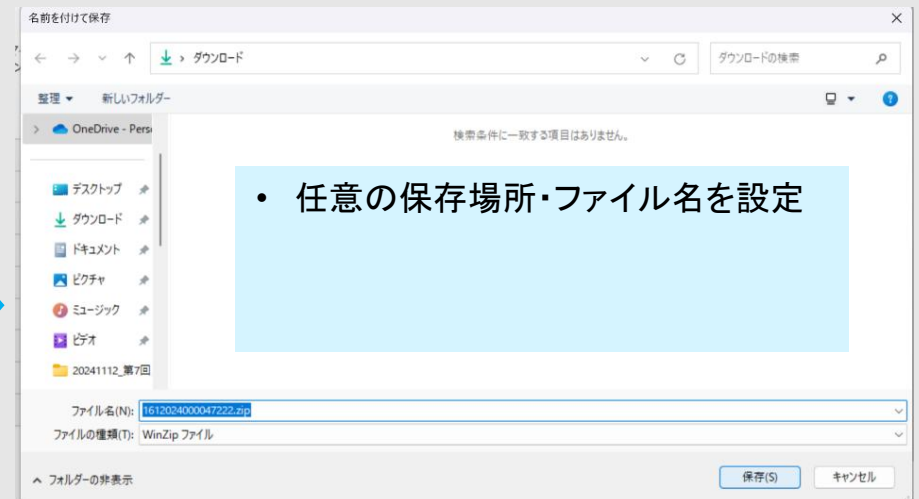 名前を付けて保存
ダウンロード
ダウンロードの検索
整理
新しいフォルダー
OneDrive - Perso
検索条件に一致する項目はありません。
• 任意の保存場所・ファイル名を設定
デスクトップ
ダウンロード
ドキュメント
ピクチャ
ミュージック
ビデオ
20241112_第7回
ファイル名(N): 1612024000047222.zip
ファイルの種類(T): WinZip ファイル
フォルダーの非表示
保存(S)
キャンセル